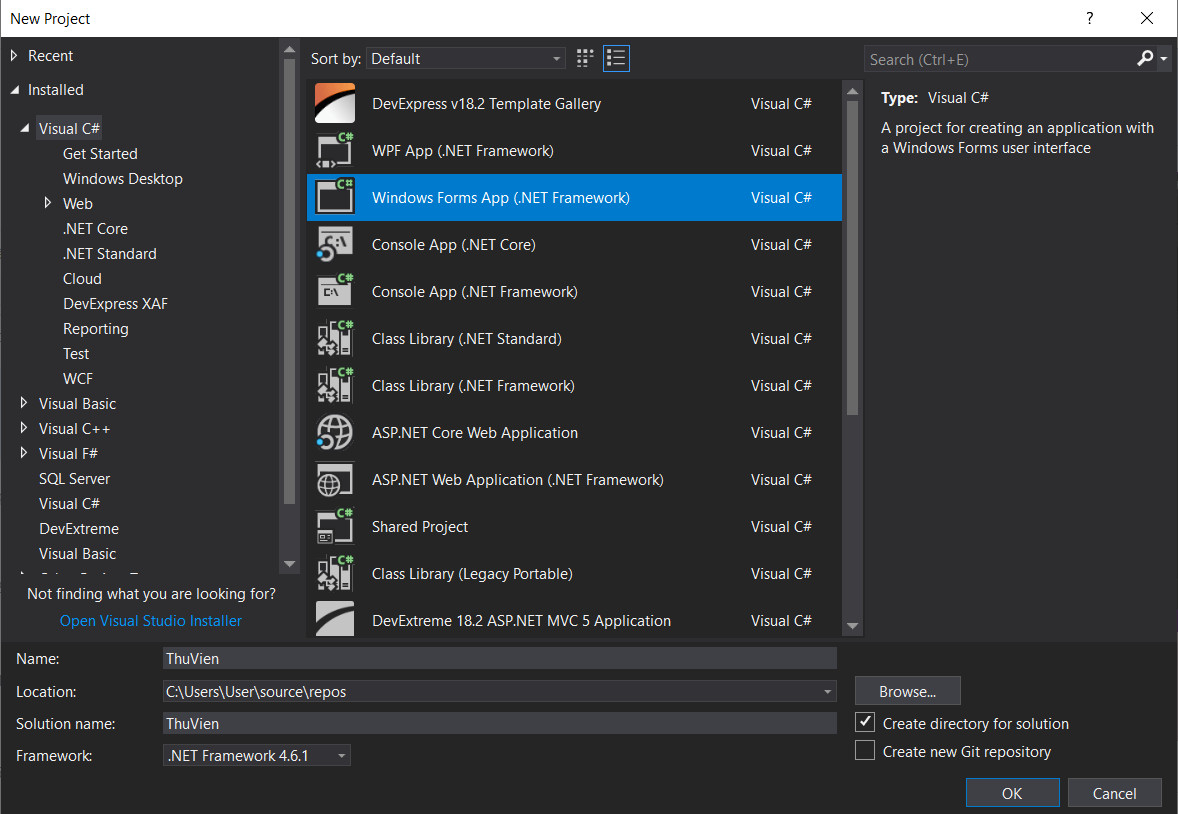 New Project
?
Recent
Installed
Visual C#
Get Started
Windows Desktop
Web
.NET Core
.NET Standard
Cloud
DevExpress XAF
Reporting
Test
WCF
Visual Basic
Visual C++
Visual F#
SQL Server
Visual C#
DevExtreme
Visual Basic
Not finding what you are looking for?
Open Visual Studio Installer
Sort by: Default
DevExpress v18.2 Template Gallery Visual C#
C# WPF App (.NET Framework) Visual C#
C# Windows Forms App (.NET Framework) Visual C#
C:\ Console App (.NET Core) Visual C#
C# C:\ Console App (.NET Framework) Visual C#
C# Class Library (.NET Standard) Visual C#
C# Class Library (.NET Framework) Visual C#
ASP.NET Core Web Application Visual C#
ASP.NET Web Application (.NET Framework) Visual C#
C# Shared Project Visual C#
C# Class Library (Legacy Portable) Visual C#
DevExtreme 18.2 ASP.NET MVC 5 Application Visual C#
Search (Ctrl+E)
Type: Visual C#
A project for creating an application with
a Windows Forms user interface
Name: ThuVien
Location: C:\Users\User\source\repos
Browse...
Solution name: ThuVien
Create directory for solution
Framework: .NET Framework 4.6.1
Create new Git repository
OK Cancel